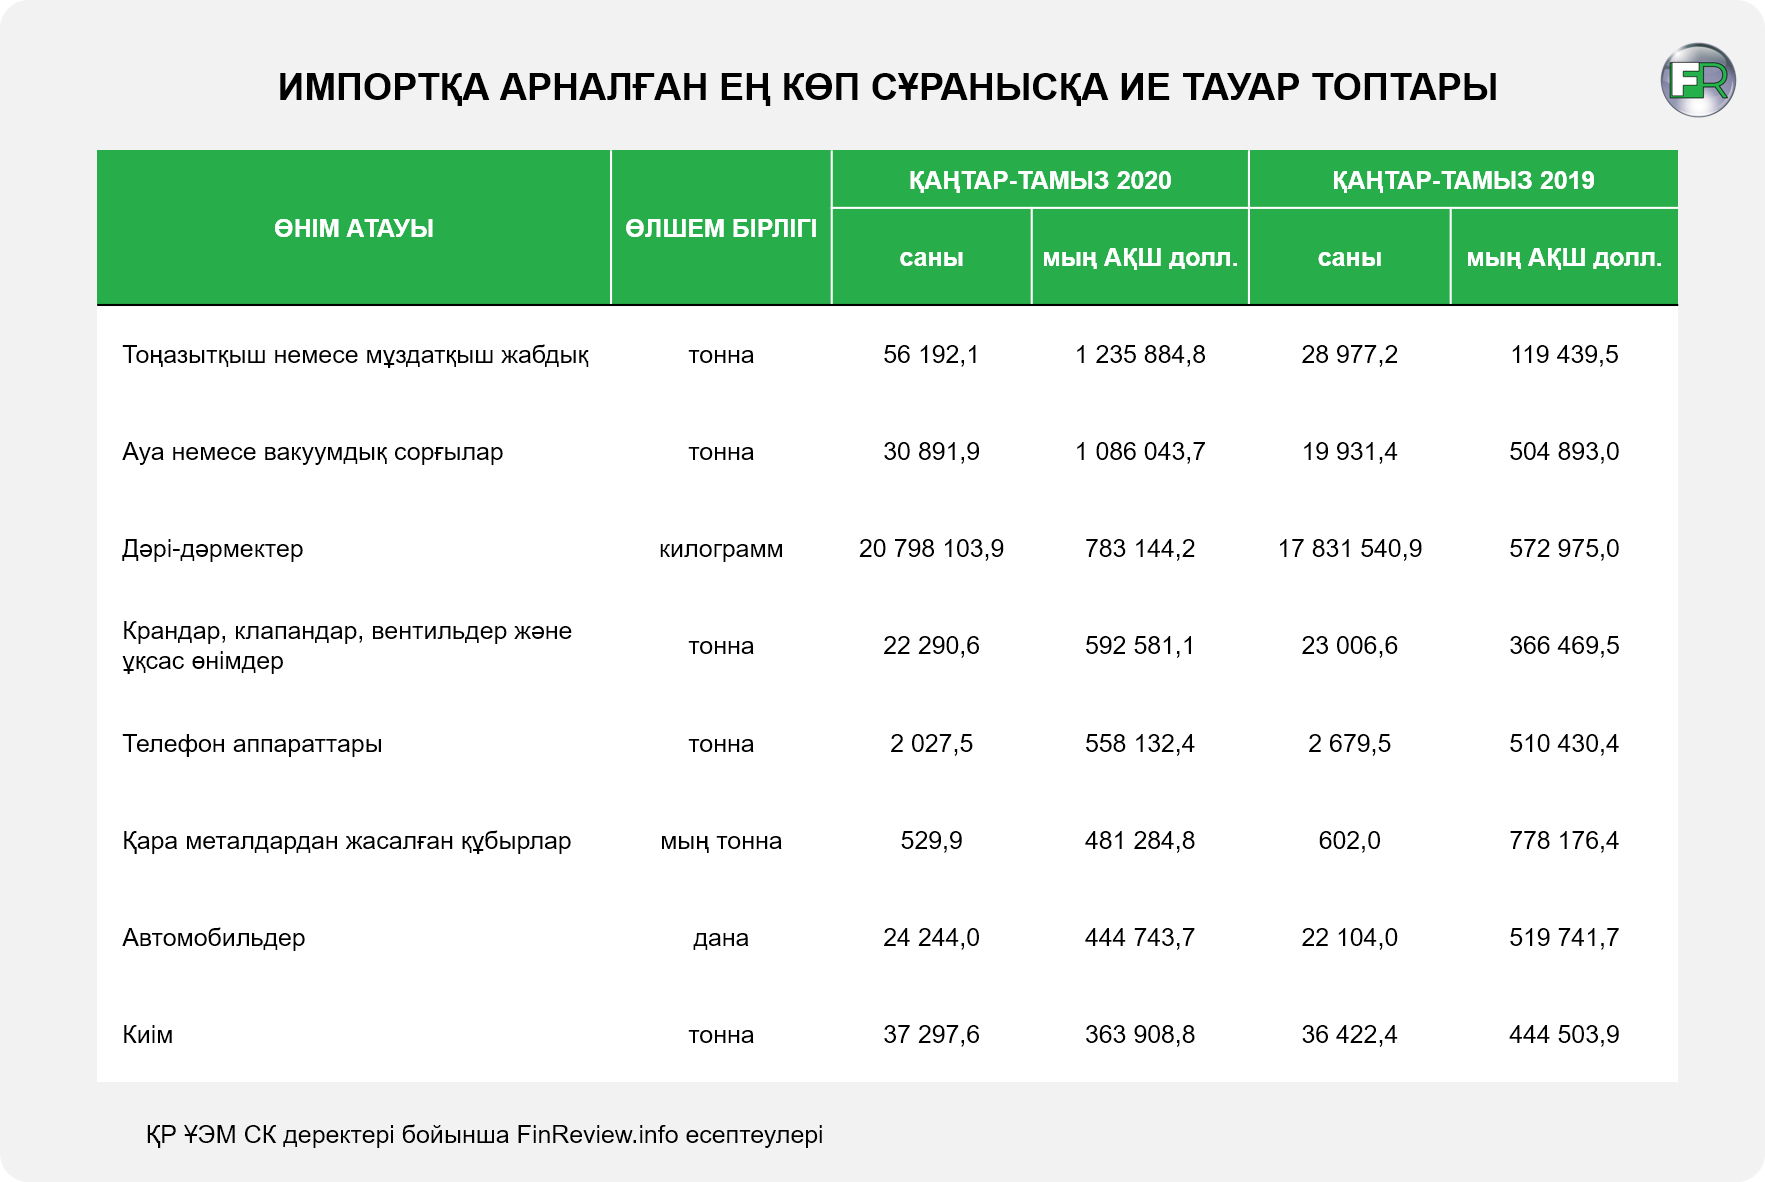 ИМПОРТҚА АРНАЛҒАН ЕҢ КӨП СҰРАНЫСҚА ИЕ ТАУАР ТОПТАРЫ
FR
ӨНІМ АТАУЫ ӨЛШЕМ БІРЛІГІ ҚАҢТАР-ТАМЫЗ 2020 ҚАҢТАР-ТАМЫЗ 2019
саны мың АҚШ долл. саны мың АҚШ долл.
Тоңазытқыш немесе мұздатқыш жабдық тонна 56 192,1 1 235 884,8 28 977,2 119 439,5
Ауа немесе вакуумдық сорғылар тонна 30 891,9 1 086 043,7 19 931,4 504 893,0
Дәрі-дәрмектер килограмм 20 798 103,9 783 144,2 17 831 540,9 572 975,0
Крандар, клапандар, вентильдер және
ұқсас өнімдер тонна 22 290,6 592 581,1 23 006,6 366 469,5
Телефон аппараттары тонна 2 027,5 558 132,4 2 679,5 510 430,4
Қара металдардан жасалған құбырлар мың тонна 529,9 481 284,8 602,0 778 176,4
Автомобильдер дана 24 244,0 444 743,7 22 104,0 519 741,7
Киім тонна 37 297,6 363 908,8 36 422,4 444 503,9
ҚР ҰЭМ СК деректері бойынша FinReview.info есептеулері